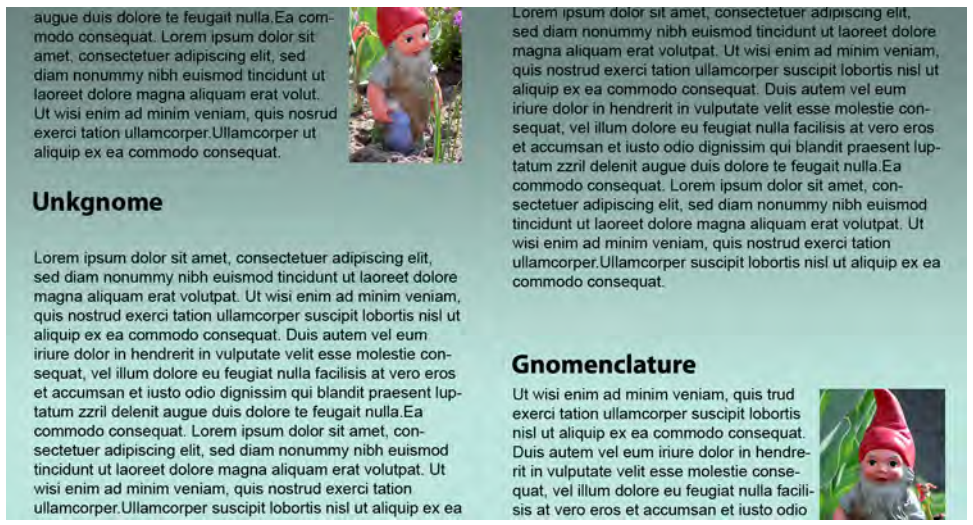 augue duis dolore te feugait nulla.Ea com-
modo consequat. Lorem ipsum dolor sit
amet, consectetuer adipiscing elit, sed
diam nonummy nibh euismod tincidunt ut
laoreet dolore magna aliquam erat volut.
Ut wisi enim ad minim veniam, quis nosrud
exerci tation ullamcorper.Ullamcorper ut
aliquip ex ea commodo consequat.
Unkgnome
Lorem ipsum dolor sit amet, consectetuer adipiscing elit,
sed diam nonummy nibh euismod tincidunt ut laoreet dolore
magna aliquam erat volutpat. Ut wisi enim ad minim veniam,
quis nostrud exerci tation ullamcorper suscipit lobortis nisl ut
aliquip ex ea commodo consequat. Duis autem vel eum
iriure dolor in hendrerit in vulputate velit esse molestie con-
sequat, vel illum dolore eu feugiat nulla facilisis at vero eros
et accumsan et iusto odio dignissim qui blandit praesent lup-
tatum zzril delenit augue duis dolore te feugait nulla.Ea
commodo consequat. Lorem ipsum dolor sit amet, con-
sectetuer adipiscing elit, sed diam nonummy nibh euismod
tincidunt ut laoreet dolore magna aliquam erat volutpat. Ut
wisi enim ad minim veniam, quis nostrud exerci tation
ullamcorper.Ullamcorper suscipit lobortis nisl ut aliquip ex ea
Lorem ipsum dolor sit amet, consectetuer adipiscing elit,
sed diam nonummy nibh euismod tincidunt ut laoreet dolore
magna aliquam erat volutpat. Ut wisi enim ad minim veniam,
quis nostrud exerci tation ullamcorper suscipit lobortis nisl ut
aliquip ex ea commodo consequat. Duis autem vel eum
iriure dolor in hendrerit in vulputate velit esse molestie con-
sequat, vel illum dolore eu feugiat nulla facilisis at vero eros
et accumsan et iusto odio dignissim qui blandit praesent lup-
tatum zzril delenit augue duis dolore te feugait nulla.Ea
commodo consequat. Lorem ipsum dolor sit amet, con-
sectetuer adipiscing elit, sed diam nonummy nibh euismod
tincidunt ut laoreet dolore magna aliquam erat volutpat. Ut
wisi enim ad minim veniam, quis nostrud exerci tation
ullamcorper.Ullamcorper suscipit lobortis nisl ut aliquip ex ea
commodo consequat.
Gnomenclature
Ut wisi enim ad minim veniam, quis trud
exerci tation ullamcorper suscipit lobortis
nisl ut aliquip ex ea commodo consequat.
Duis autem vel eum iriure dolor in hendre-
rit in vulputate velit esse molestie conse-
quat, vel illum dolore eu feugiat nulla facili-
sis at vero eros et accumsan et iusto odio